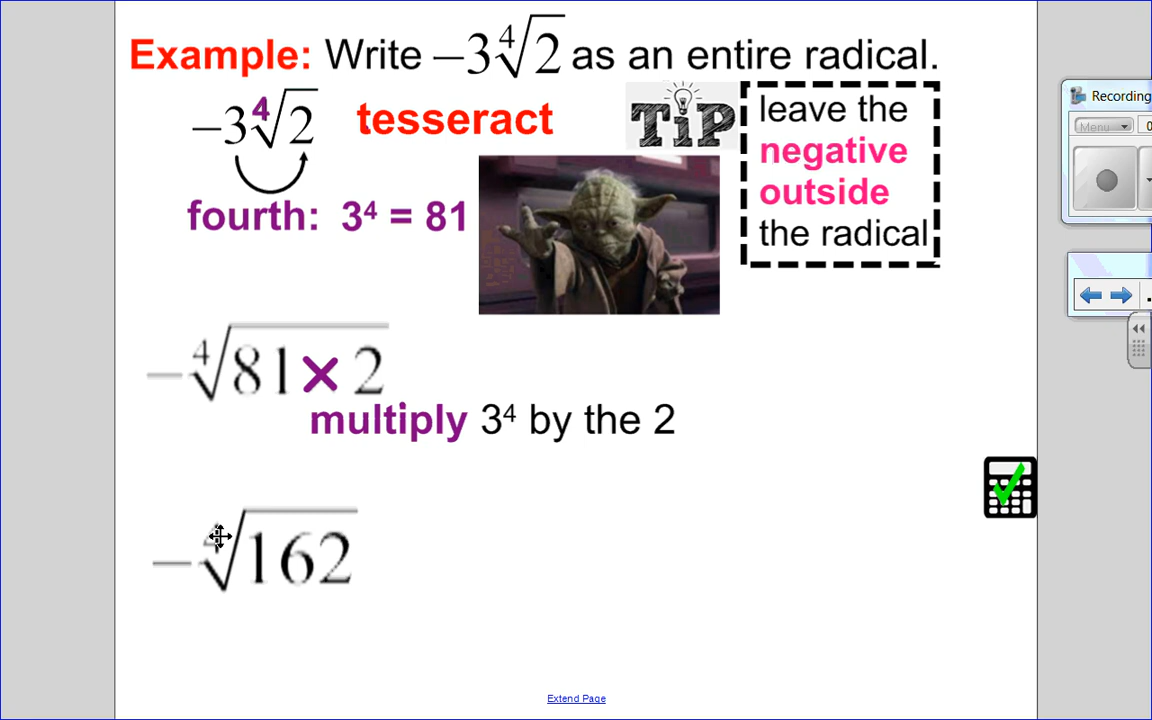 Example: Write −3∜2 as an entire radical.
−3∜2 tesseract
TiP
leave the
negative
outside
the radical
fourth: 3⁴ = 81
−∜81 × 2
multiply 3⁴ by the 2
−√162
Extend Page
Recording
Menu